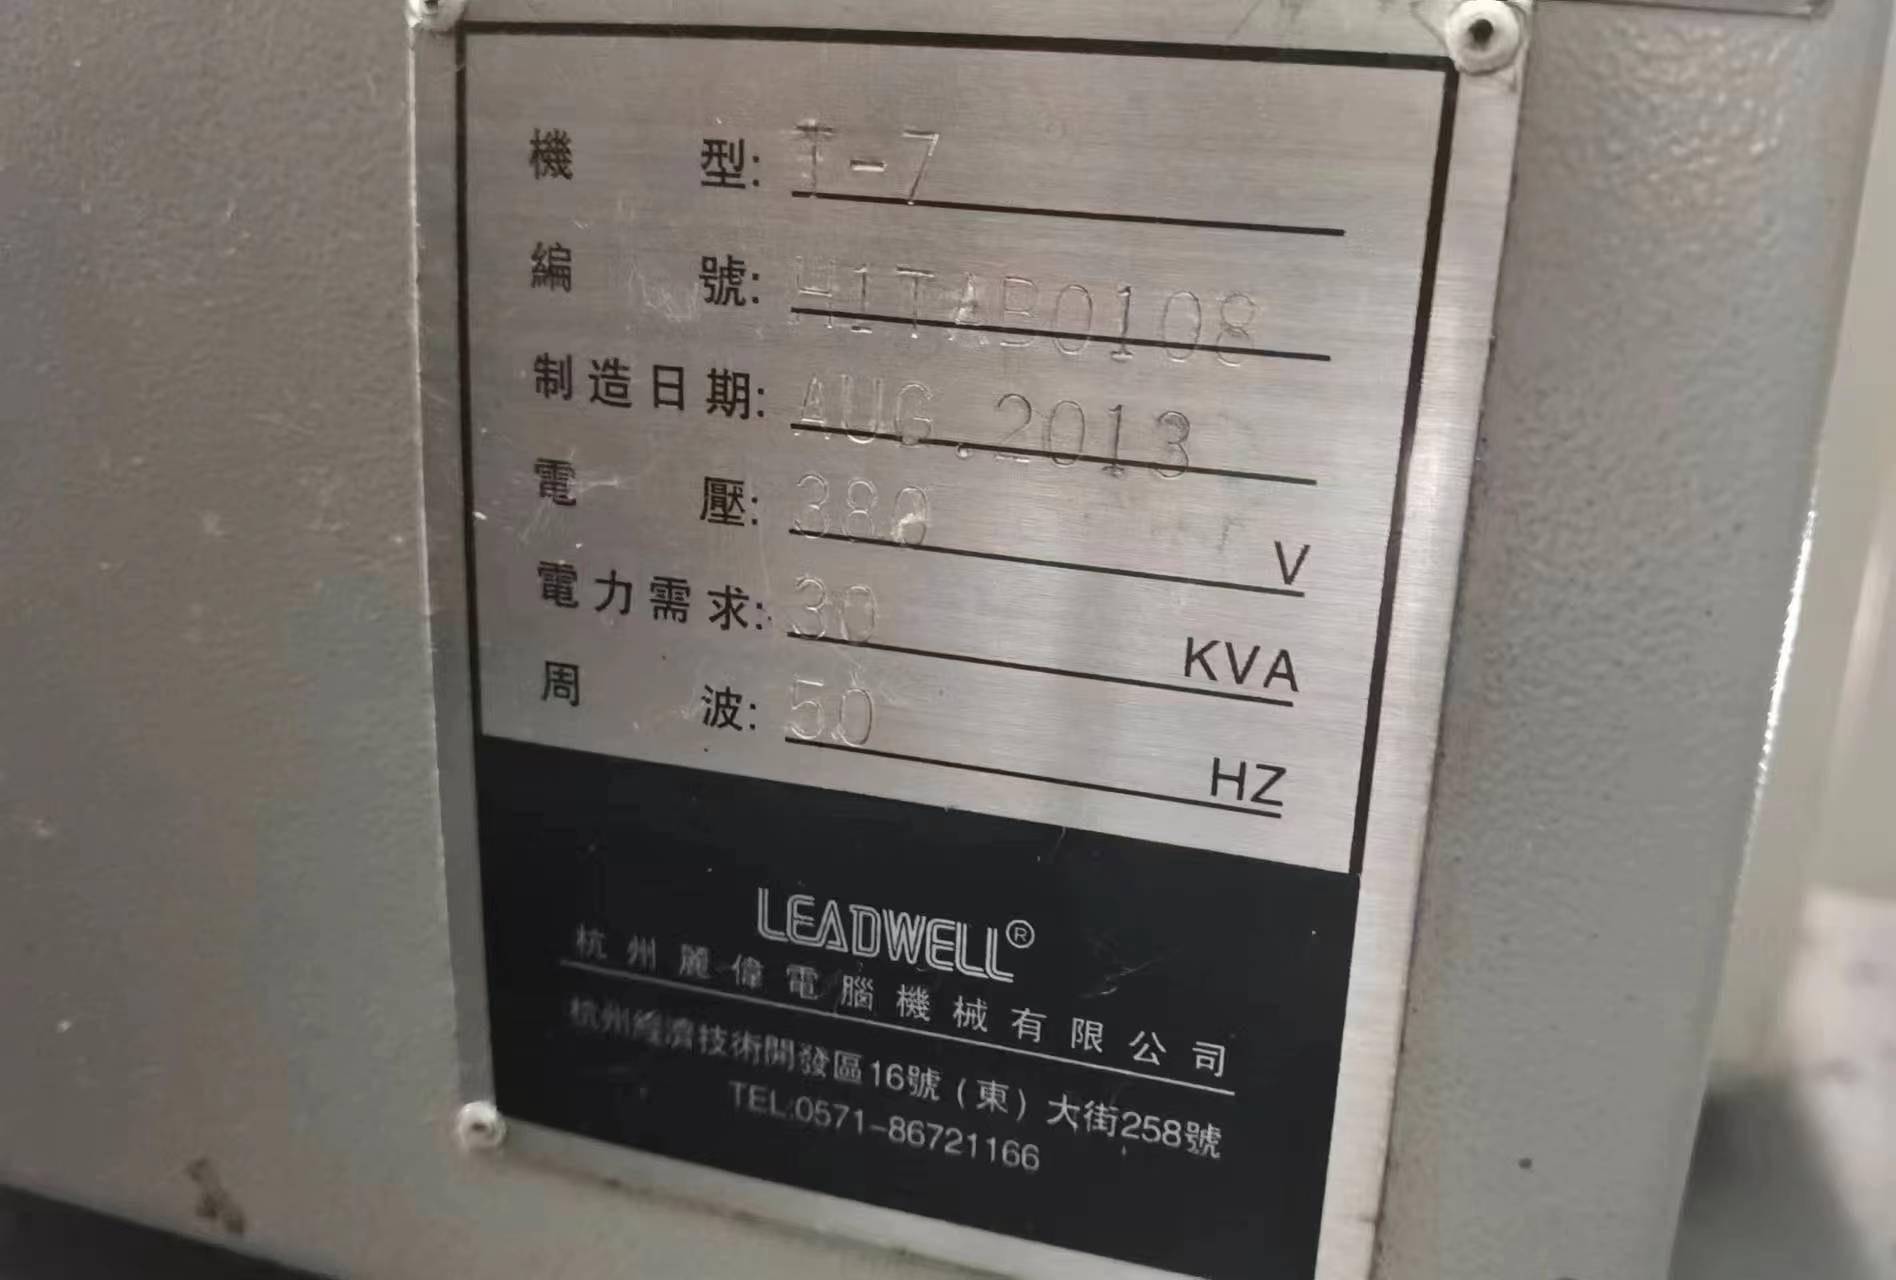 機 型: T-7
編 號: H1TAB0108
制造日期: AUG.2013
電 壓: 380 V
電力需求: 30 KVA
周 波: 50 HZ
LEADWELL®
杭州麗偉電腦機械有限公司
杭州經濟技術開發區16號(東)大街258號
TEL:0571-86721166